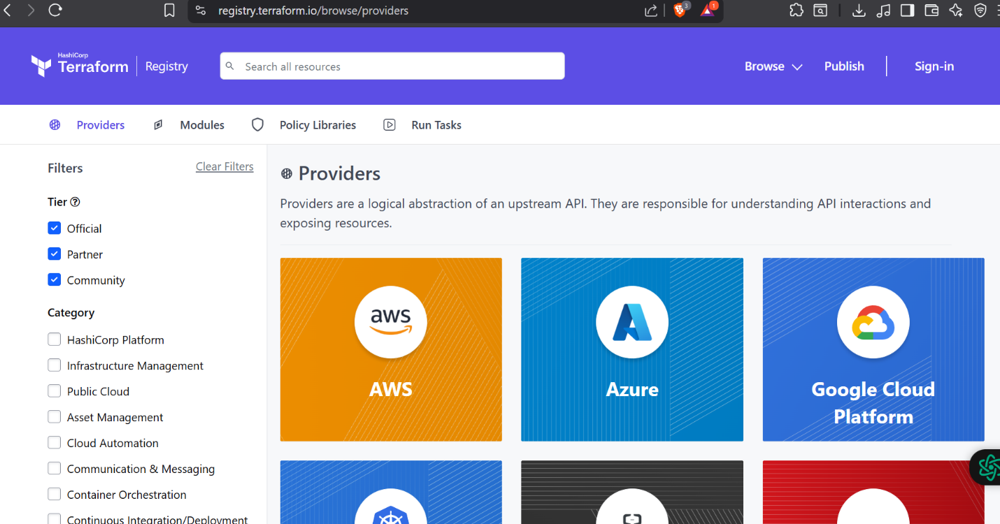 registry.terraform.io/browse/providers
3
1
HashiCorp
Terraform
Registry
Search all resources
Browse
Publish
Sign-in
Providers
Modules
Policy Libraries
Run Tasks
Filters
Clear Filters
Tier ?
Official
Partner
Community
Category
HashiCorp Platform
Infrastructure Management
Public Cloud
Asset Management
Cloud Automation
Communication & Messaging
Container Orchestration
Continuous Integration/Deployment
Providers
Providers are a logical abstraction of an upstream API. They are responsible for understanding API interactions and
exposing resources.
aws
AWS
Azure
Google Cloud
Platform